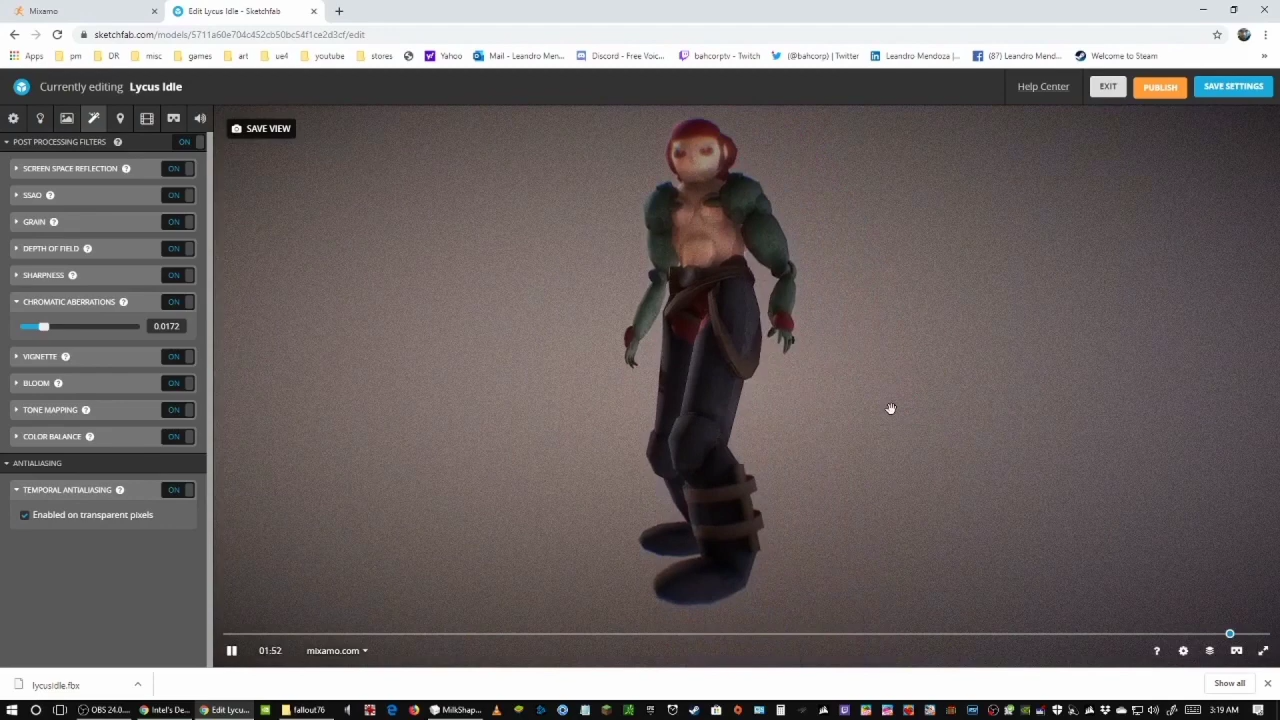 Mixamo
Edit Lycus Idle - Sketchfab
sketchfab.com/models/5711a60e704c452cb50bc54f1ce2d3cf/edit
Apps pm DR misc games art ue4 youtube stores Yahoo Mail - Leandro Men... Discord - Free Voic... bahcorptv - Twitch (@bahcorp) | Twitter Leandro Mendoza |... (87) Leandro Mend... Welcome to Steam
Currently editing Lycus Idle
Help Center EXIT PUBLISH SAVE SETTINGS
SAVE VIEW
POST PROCESSING FILTERS ? ON
SCREEN SPACE REFLECTION ? ON
SSAO ? ON
GRAIN ? ON
DEPTH OF FIELD ? ON
SHARPNESS ? ON
CHROMATIC ABERRATIONS ? ON
0.0172
VIGNETTE ? ON
BLOOM ? ON
TONE MAPPING ? ON
COLOR BALANCE ? ON
ANTIALIASING
TEMPORAL ANTIALIASING ? ON
Enabled on transparent pixels
01:52 mixamo.com ?
lycusidle.fbx
Show all
OBS 24.0.... Intel's De... Edit Lycu... fallout76 MilkShap... 3:19 AM